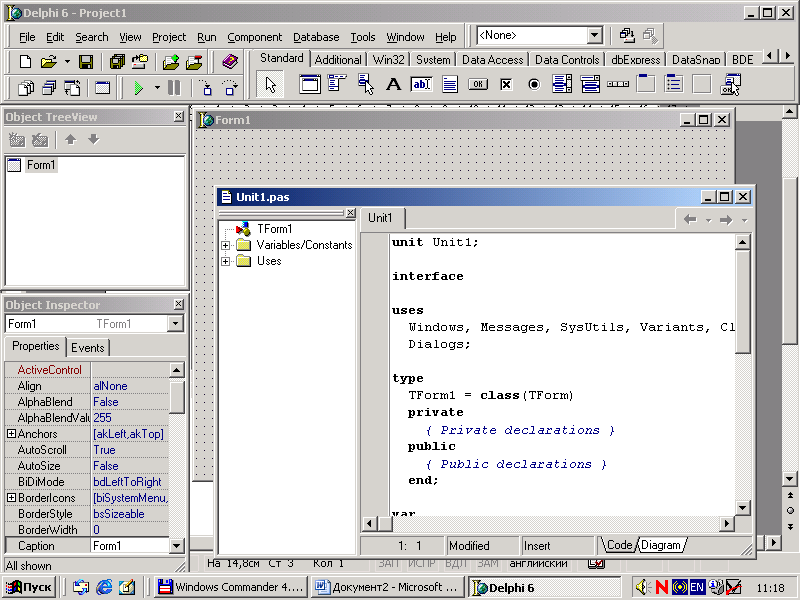 Delphi 6 - Project1
File Edit Search View Project Run Component Database Tools Window Help <None>
Standard Additional Win32 System Data Access Data Controls dbExpress DataSnap BDE
Object TreeView
Form1
Form1
Unit1.pas
TForm1
Variables/Constants
Uses
Unit1
unit Unit1;
interface
uses
Windows, Messages, SysUtils, Variants, Cl
Dialogs;
type
TForm1 = class(TForm)
private
{ Private declarations }
public
{ Public declarations }
end;
var
1: 1 Modified Insert Code Diagram
Object Inspector
Form1 TForm1
Properties Events
ActiveControl
Align alNone
AlphaBlend False
AlphaBlendValu 255
Anchors [akLeft,akTop]
AutoScroll True
AutoSize False
BiDiMode bdLeftToRight
BorderIcons [biSystemMenu,
BorderStyle bsSizeable
BorderWidth 0
Caption Form1
All shown
На 14,8см Ст 3 Кол 1 ЗАП ИСПР ВДЛ ЗАМ английский
Пуск Windows Commander 4.... Документ2 - Microsoft ... Delphi 6 EN 11:18